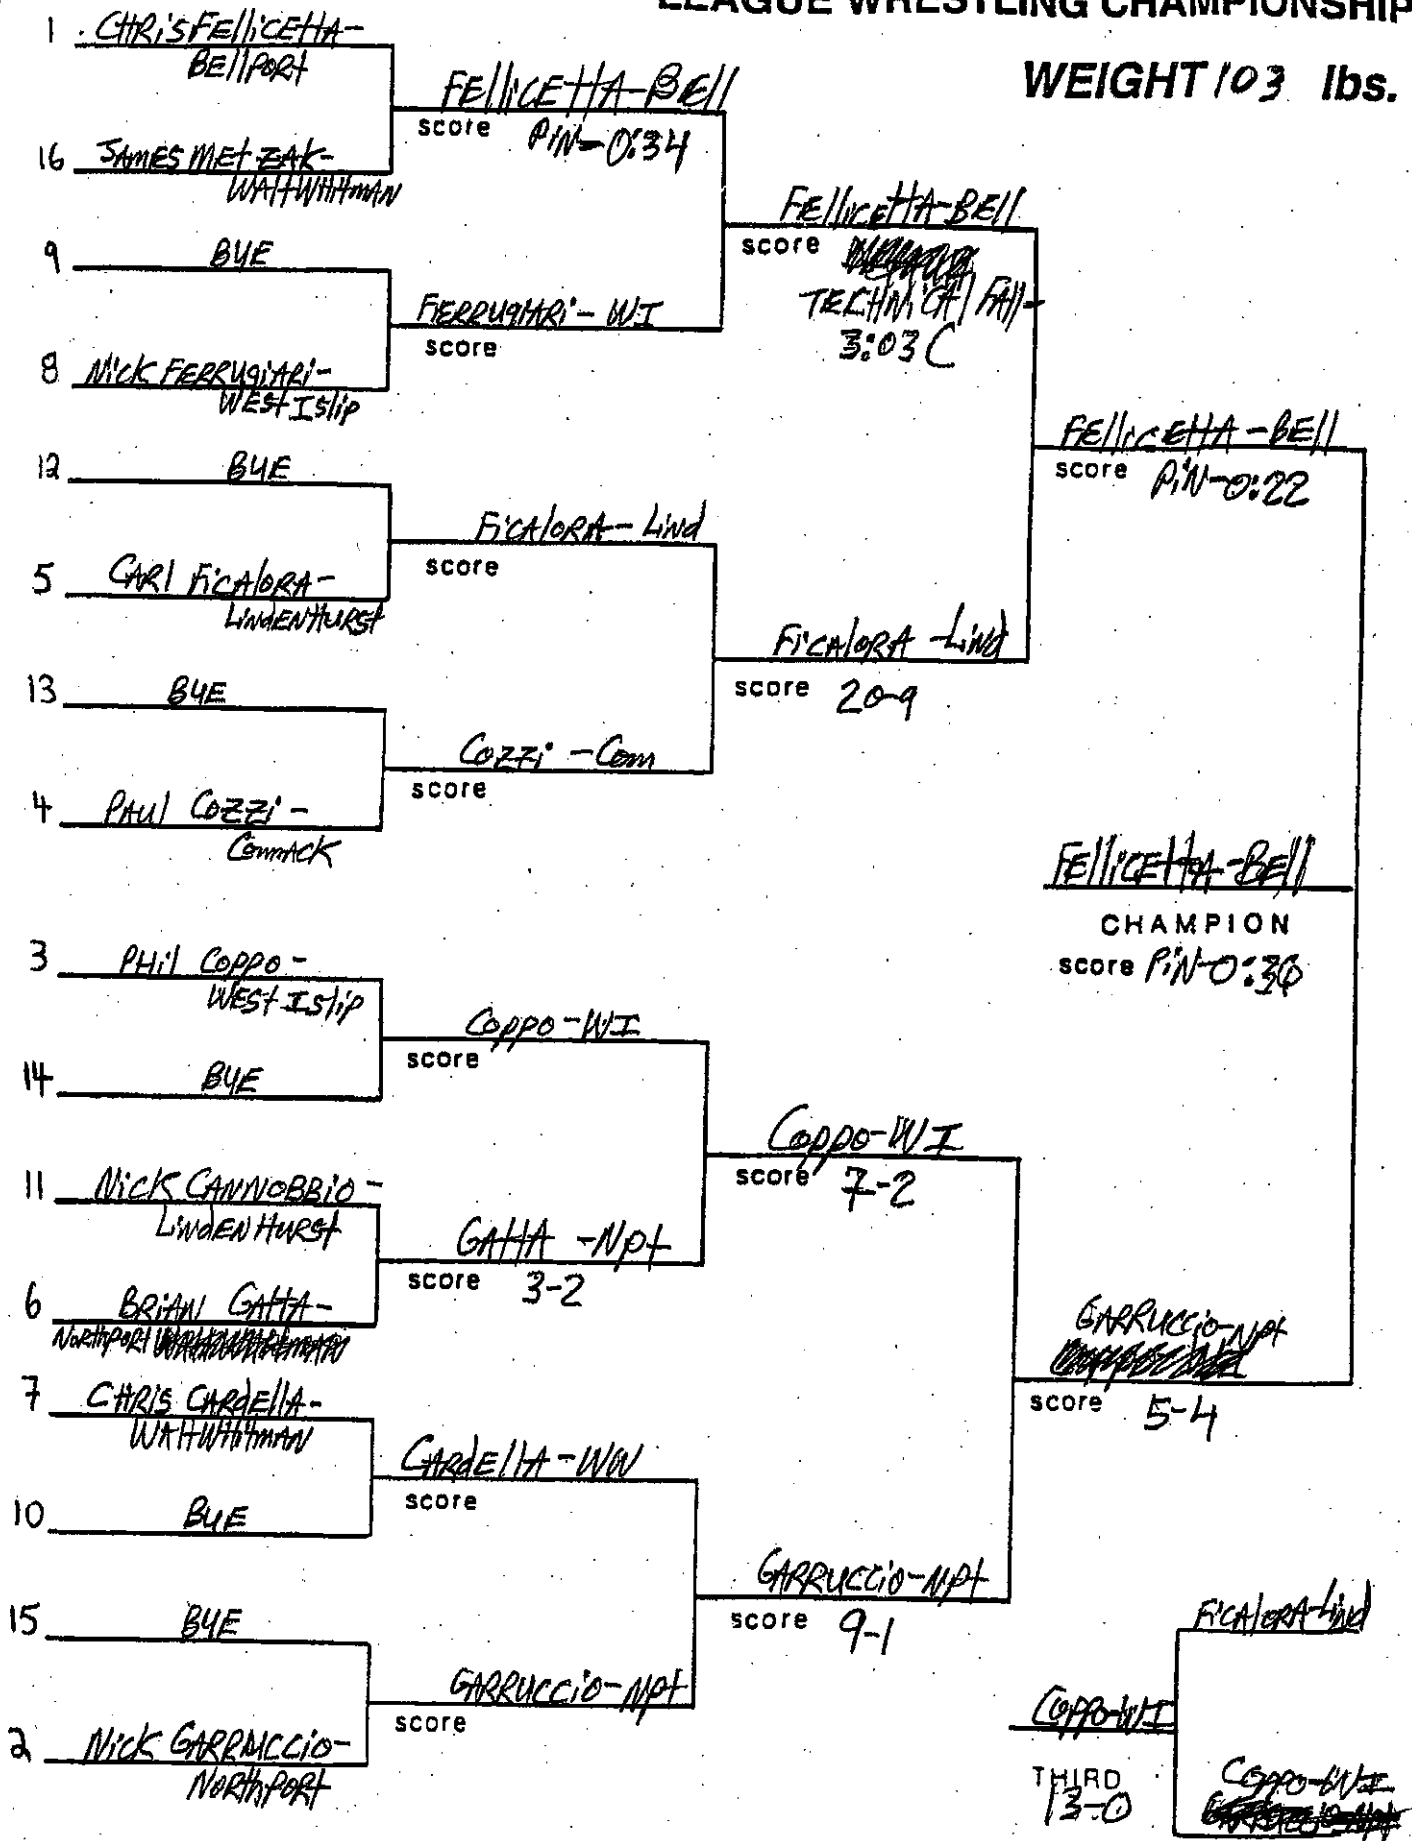 LEAGUE WRESTLING CHAMPIONSHIP
WEIGHT 103 lbs.
1 CHRIS FELLICETTA-
BELLPORT
FELLICETTA-BELL
score PIN-0:34
16 JAMES METZAK-
WALT WHITMAN
FELLICETTA-BELL
score
TECHNICAL FALL-
3:03 C
9 BYE
FERRUGIARI-WI
score
8 NICK FERRUGIARI-
WEST ISLIP
FELLICETTA-BELL
score PIN-0:22
12 BYE
FICALORA-LIND
score
5 CARL FICALORA-
LINDENHURST
FICALORA-LIND
score 20-9
13 BYE
COZZI-COM
score
4 PAUL COZZI-
COMMACK
FELLICETTA-BELL
CHAMPION
score PIN-0:36
3 PHIL COPPO-
WEST ISLIP
COPPO-WI
score
14 BYE
COPPO-WI
score 7-2
11 NICK CANNOBBIO-
LINDENHURST
GATTA-NPT
score 3-2
6 BRIAN GATTA-
NORTHPORT
GARRUCCIO-NPT
score 5-4
7 CHRIS CARDELLA-
WALT WHITMAN
CARDELLA-WW
score
10 BYE
GARRUCCIO-NPT
score 9-1
15 BYE
GARRUCCIO-NPT
score
2 NICK GARRUCCIO-
NORTHPORT
FICALORA-LIND
COPPO-WI
THIRD
13-0
COPPO-WI